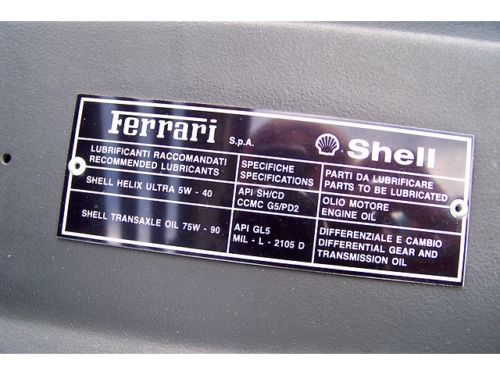 Ferrari S.p.A. Shell
LUBRIFICANTI RACCOMANDATI
RECOMMENDED LUBRICANTS
SPECIFICHE
SPECIFICATIONS
PARTI DA LUBRIFICARE
PARTS TO BE LUBRICATED
SHELL HELIX ULTRA 5W - 40
API SH/CD
CCMC G5/PD2
OLIO MOTORE
ENGINE OIL
SHELL TRANSAXLE OIL 75W - 90
API GL5
MIL - L - 2105 D
DIFFERENZIALE E CAMBIO
DIFFERENTIAL GEAR AND
TRANSMISSION OIL